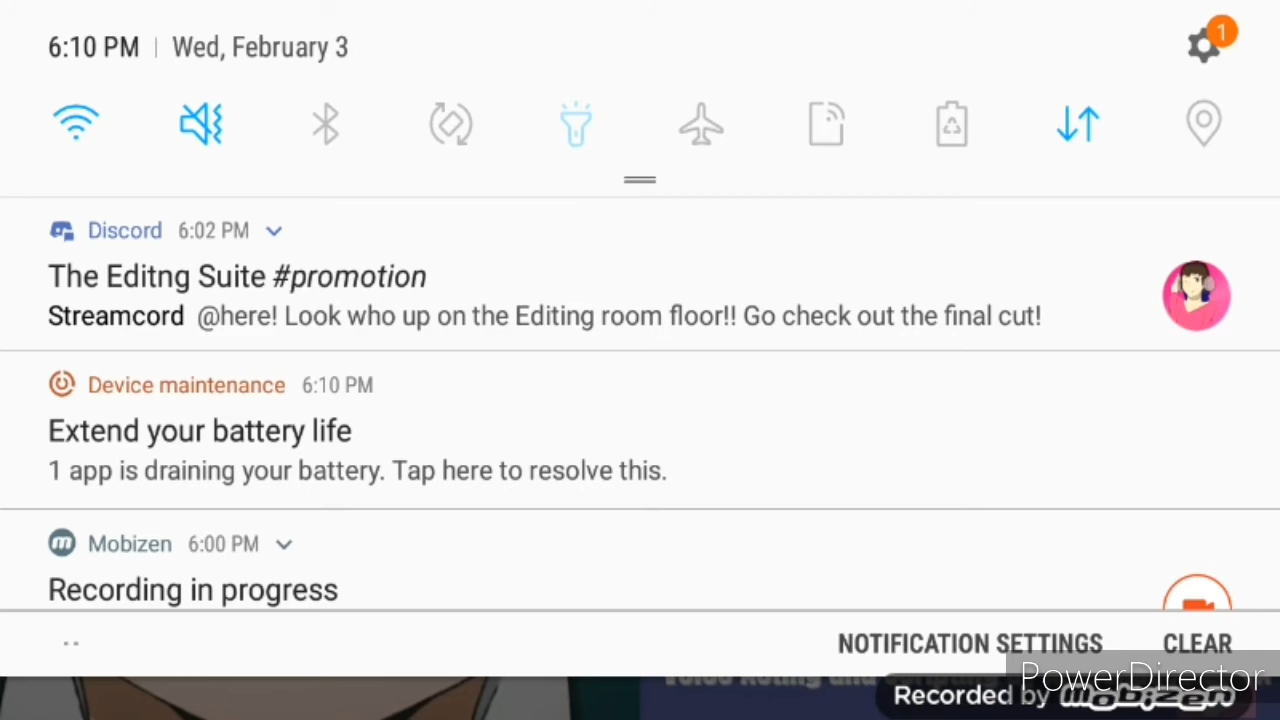 6:10 PM | Wed, February 3
1
Discord 6:02 PM
The Editng Suite #promotion
Streamcord @here! Look who up on the Editing room floor!! Go check out the final cut!
Device maintenance 6:10 PM
Extend your battery life
1 app is draining your battery. Tap here to resolve this.
m Mobizen 6:00 PM
Recording in progress
NOTIFICATION SETTINGS CLEAR
PowerDirector
Recorded by mobizen